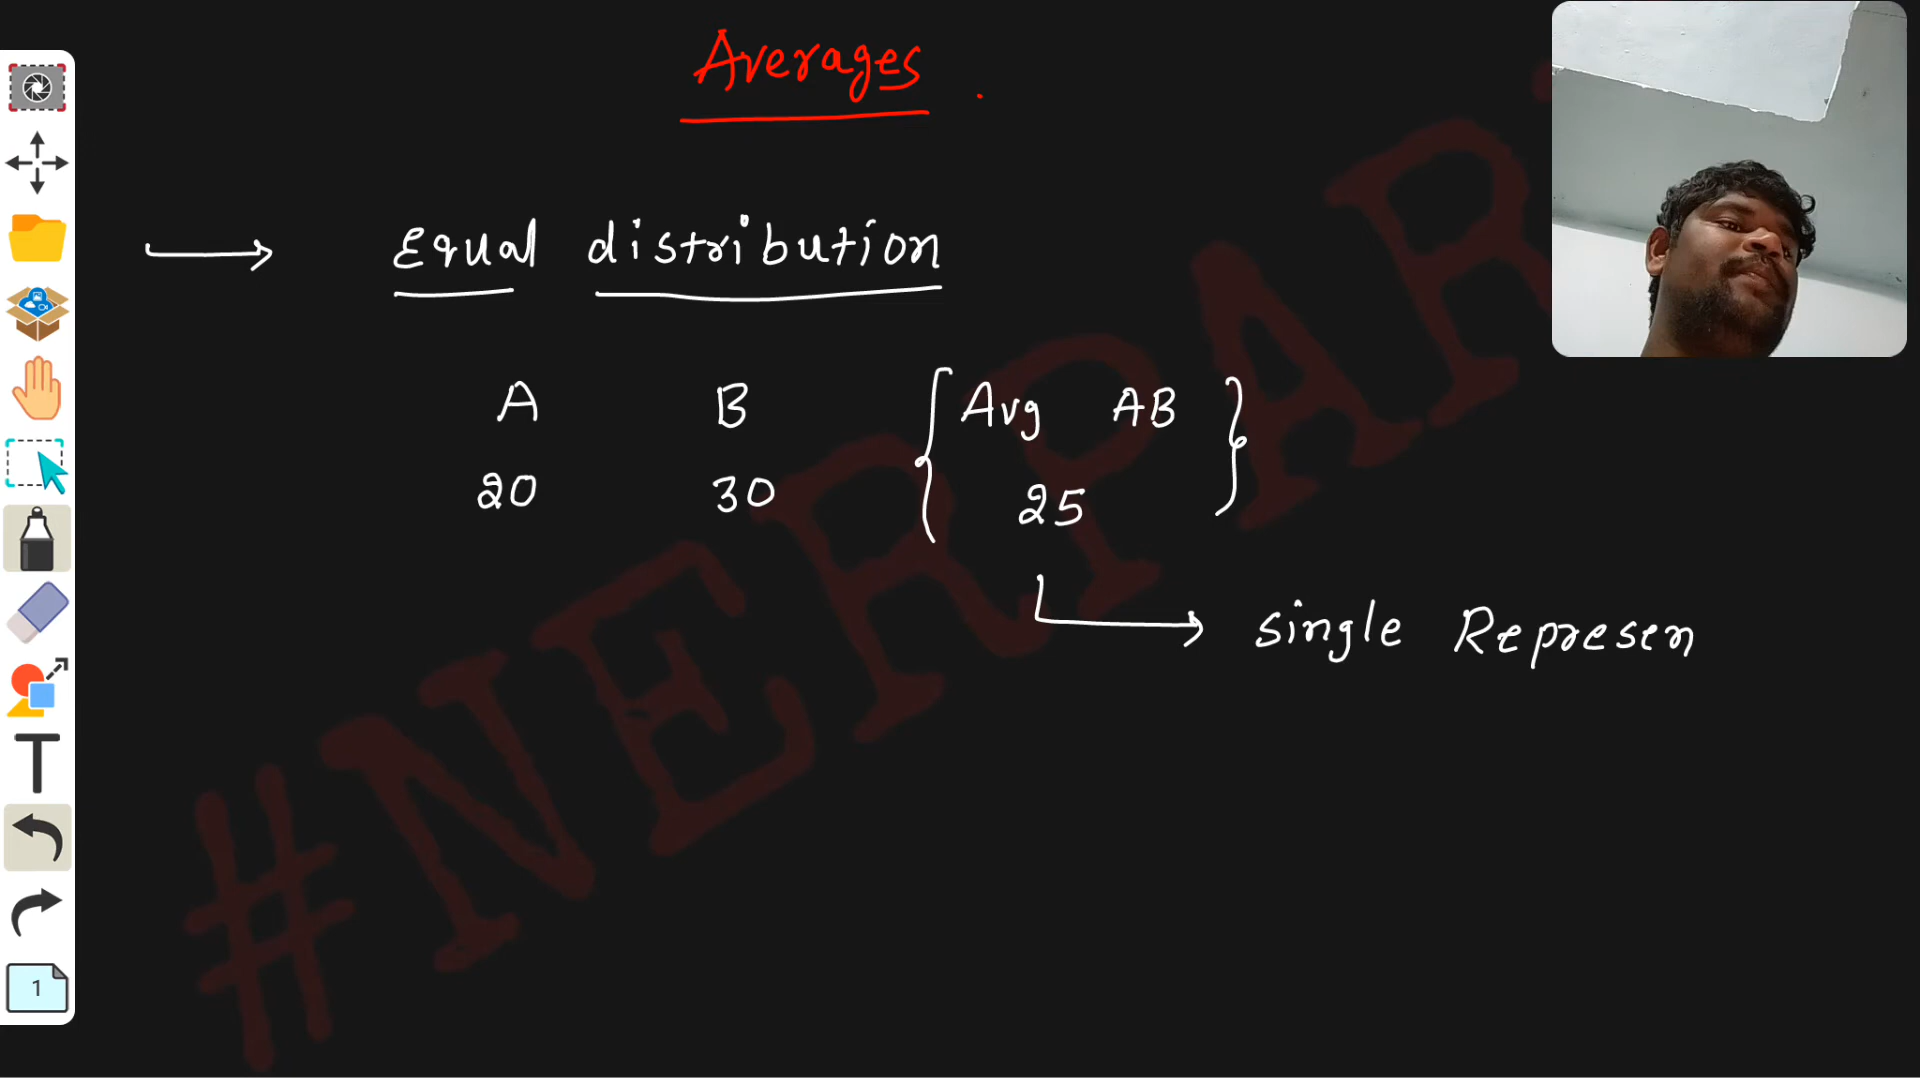 Averages .
Equal distribution
A B { Avg AB }
20 30 25
single Represen
#NERPAR
1